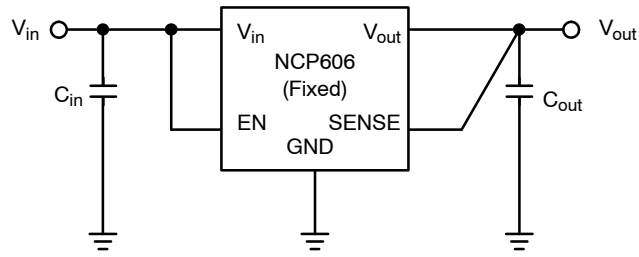 Vin
Vin
Vout
Vout
NCP606
(Fixed)
Cin
EN
SENSE
Cout
GND